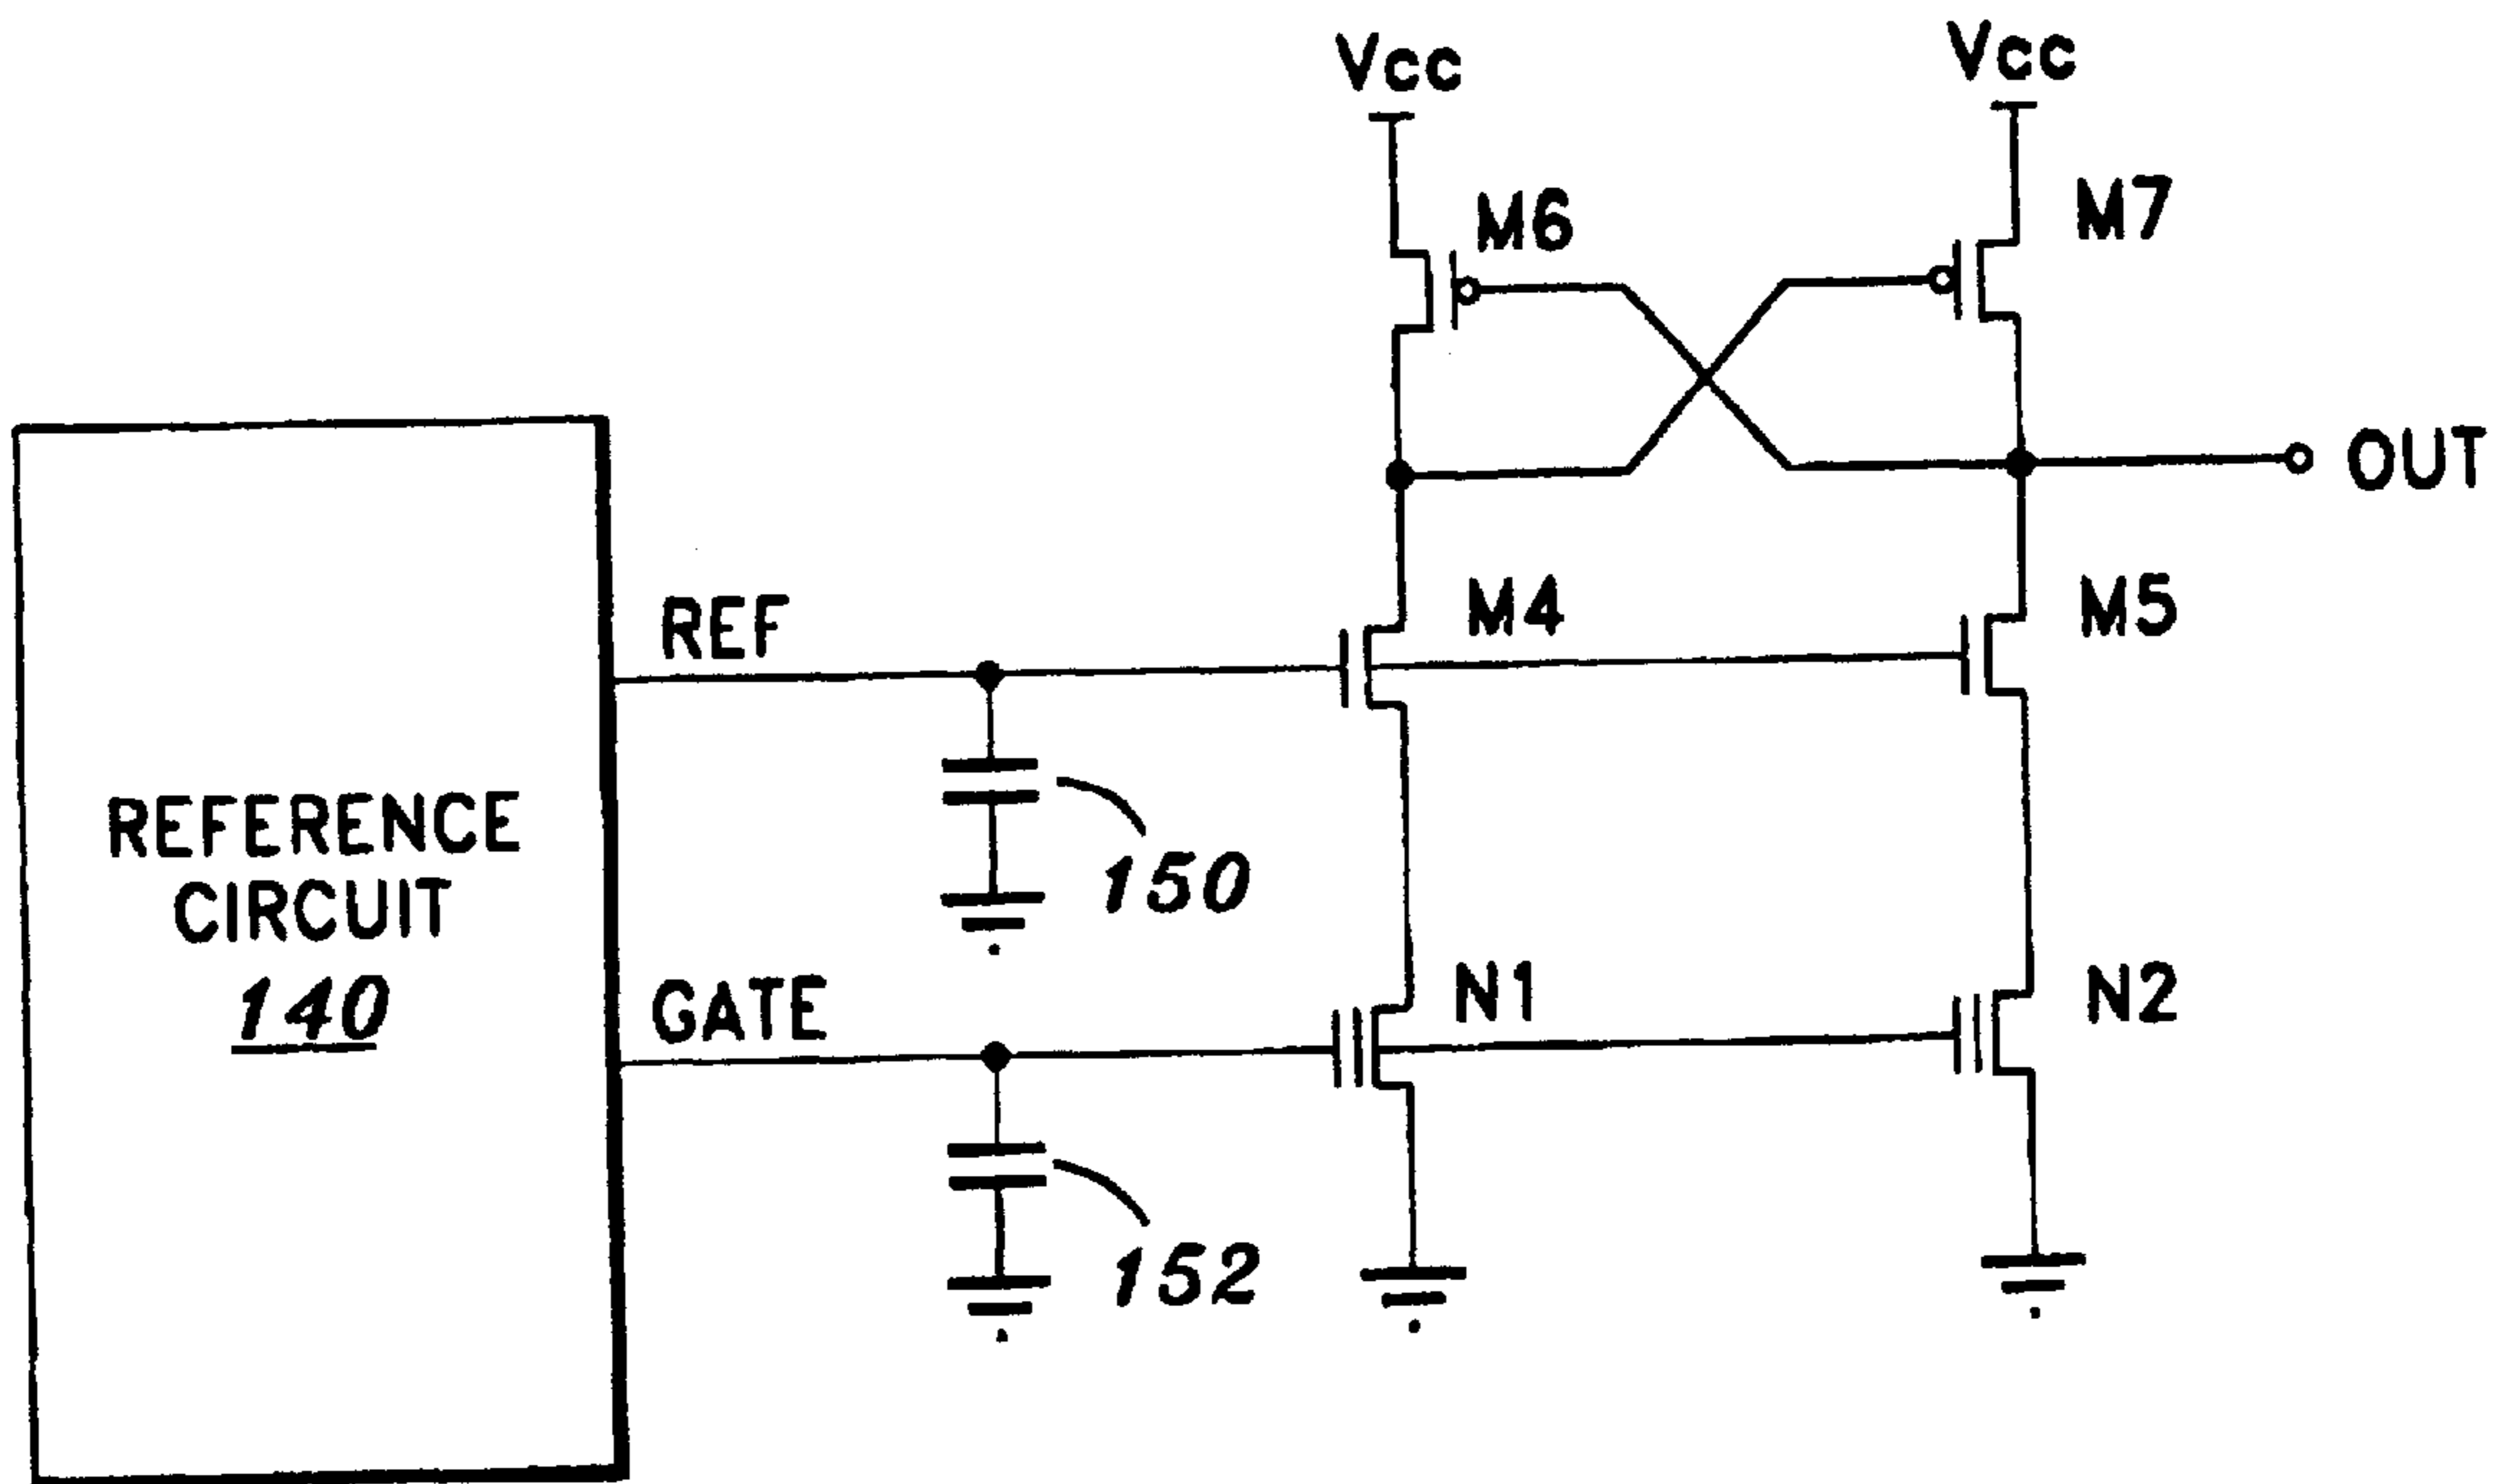 Vcc
Vcc
M6
M7
OUT
REF
M4
M5
150
REFERENCE
CIRCUIT
140
GATE
N1
N2
152